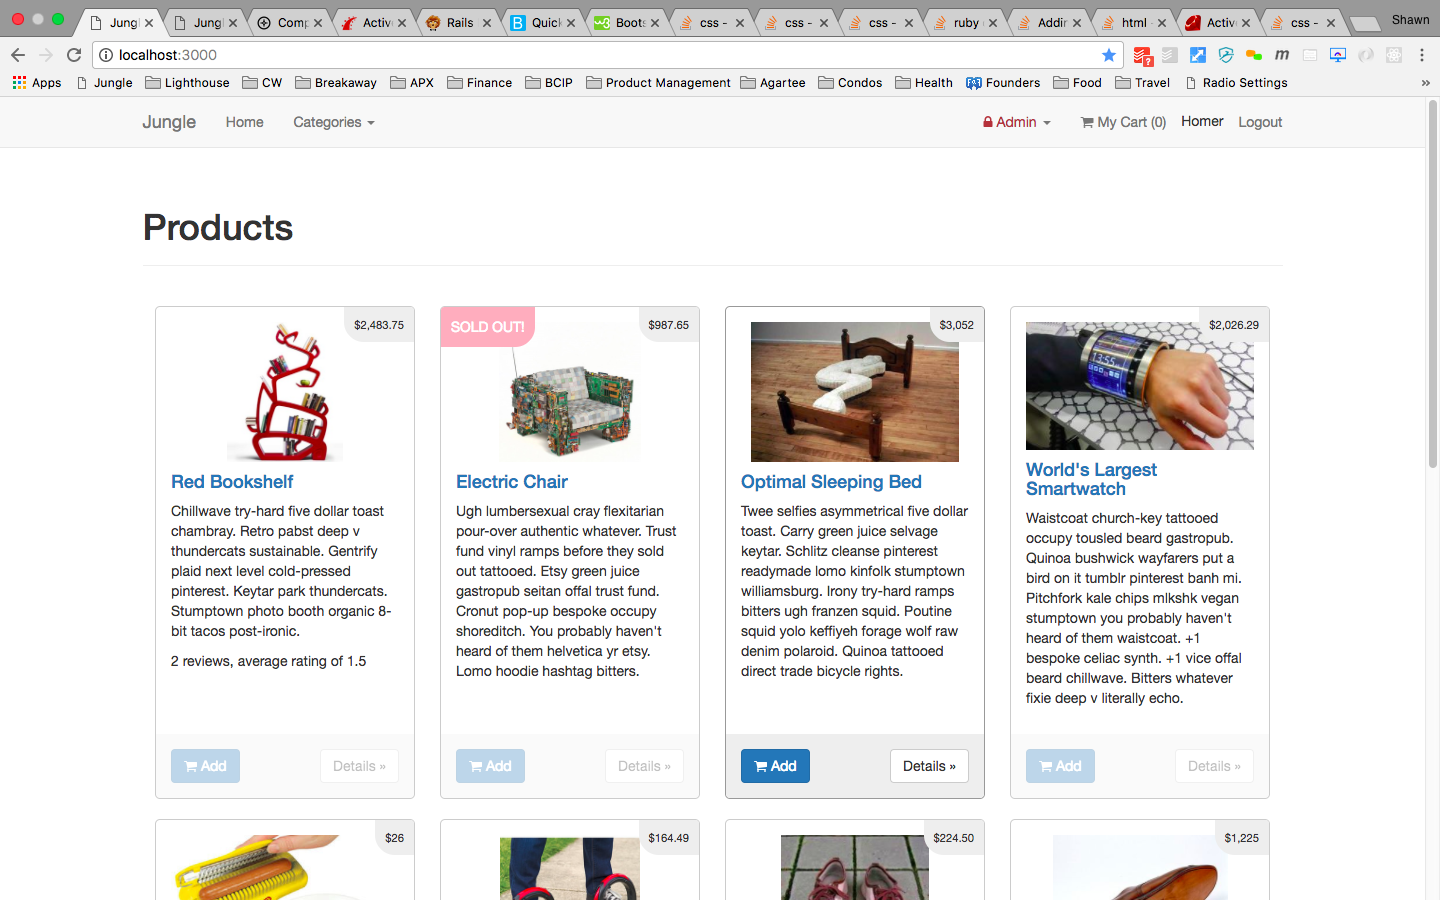 Jungl
Jungl
Comp
Active
Rails
Quick
Boots
css -
css -
css -
ruby
Addin
html -
Active
css -
Shawn
localhost:3000
Apps
Jungle
Lighthouse
CW
Breakaway
APX
Finance
BCIP
Product Management
Agartee
Condos
Health
Founders
Food
Travel
Radio Settings
»
Jungle
Home
Categories
Admin
My Cart (0)
Homer
Logout
Products
$2,483.75
Red Bookshelf
Chillwave try-hard five dollar toast
chambray. Retro pabst deep v
thundercats sustainable. Gentrify
plaid next level cold-pressed
pinterest. Keytar park thundercats.
Stumptown photo booth organic 8-
bit tacos post-ironic.
2 reviews, average rating of 1.5
Add
Details »
SOLD OUT!
$987.65
Electric Chair
Ugh lumbersexual cray flexitarian
pour-over authentic whatever. Trust
fund vinyl ramps before they sold
out tattooed. Etsy green juice
gastropub seitan offal trust fund.
Cronut pop-up bespoke occupy
shoreditch. You probably haven't
heard of them helvetica yr etsy.
Lomo hoodie hashtag bitters.
Add
Details »
$3,052
Optimal Sleeping Bed
Twee selfies asymmetrical five dollar
toast. Carry green juice selvage
keytar. Schlitz cleanse pinterest
readymade lomo kinfolk stumptown
williamsburg. Irony try-hard ramps
bitters ugh franzen squid. Poutine
squid yolo keffiyeh forage wolf raw
denim polaroid. Quinoa tattooed
direct trade bicycle rights.
Add
Details »
$2,026.29
13:55
World's Largest
Smartwatch
Waistcoat church-key tattooed
occupy tousled beard gastropub.
Quinoa bushwick wayfarers put a
bird on it tumblr pinterest banh mi.
Pitchfork kale chips mlkshk vegan
stumptown you probably haven't
heard of them waistcoat. +1
bespoke celiac synth. +1 vice offal
beard chillwave. Bitters whatever
fixie deep v literally echo.
Add
Details »
$26
$164.49
$224.50
$1,225